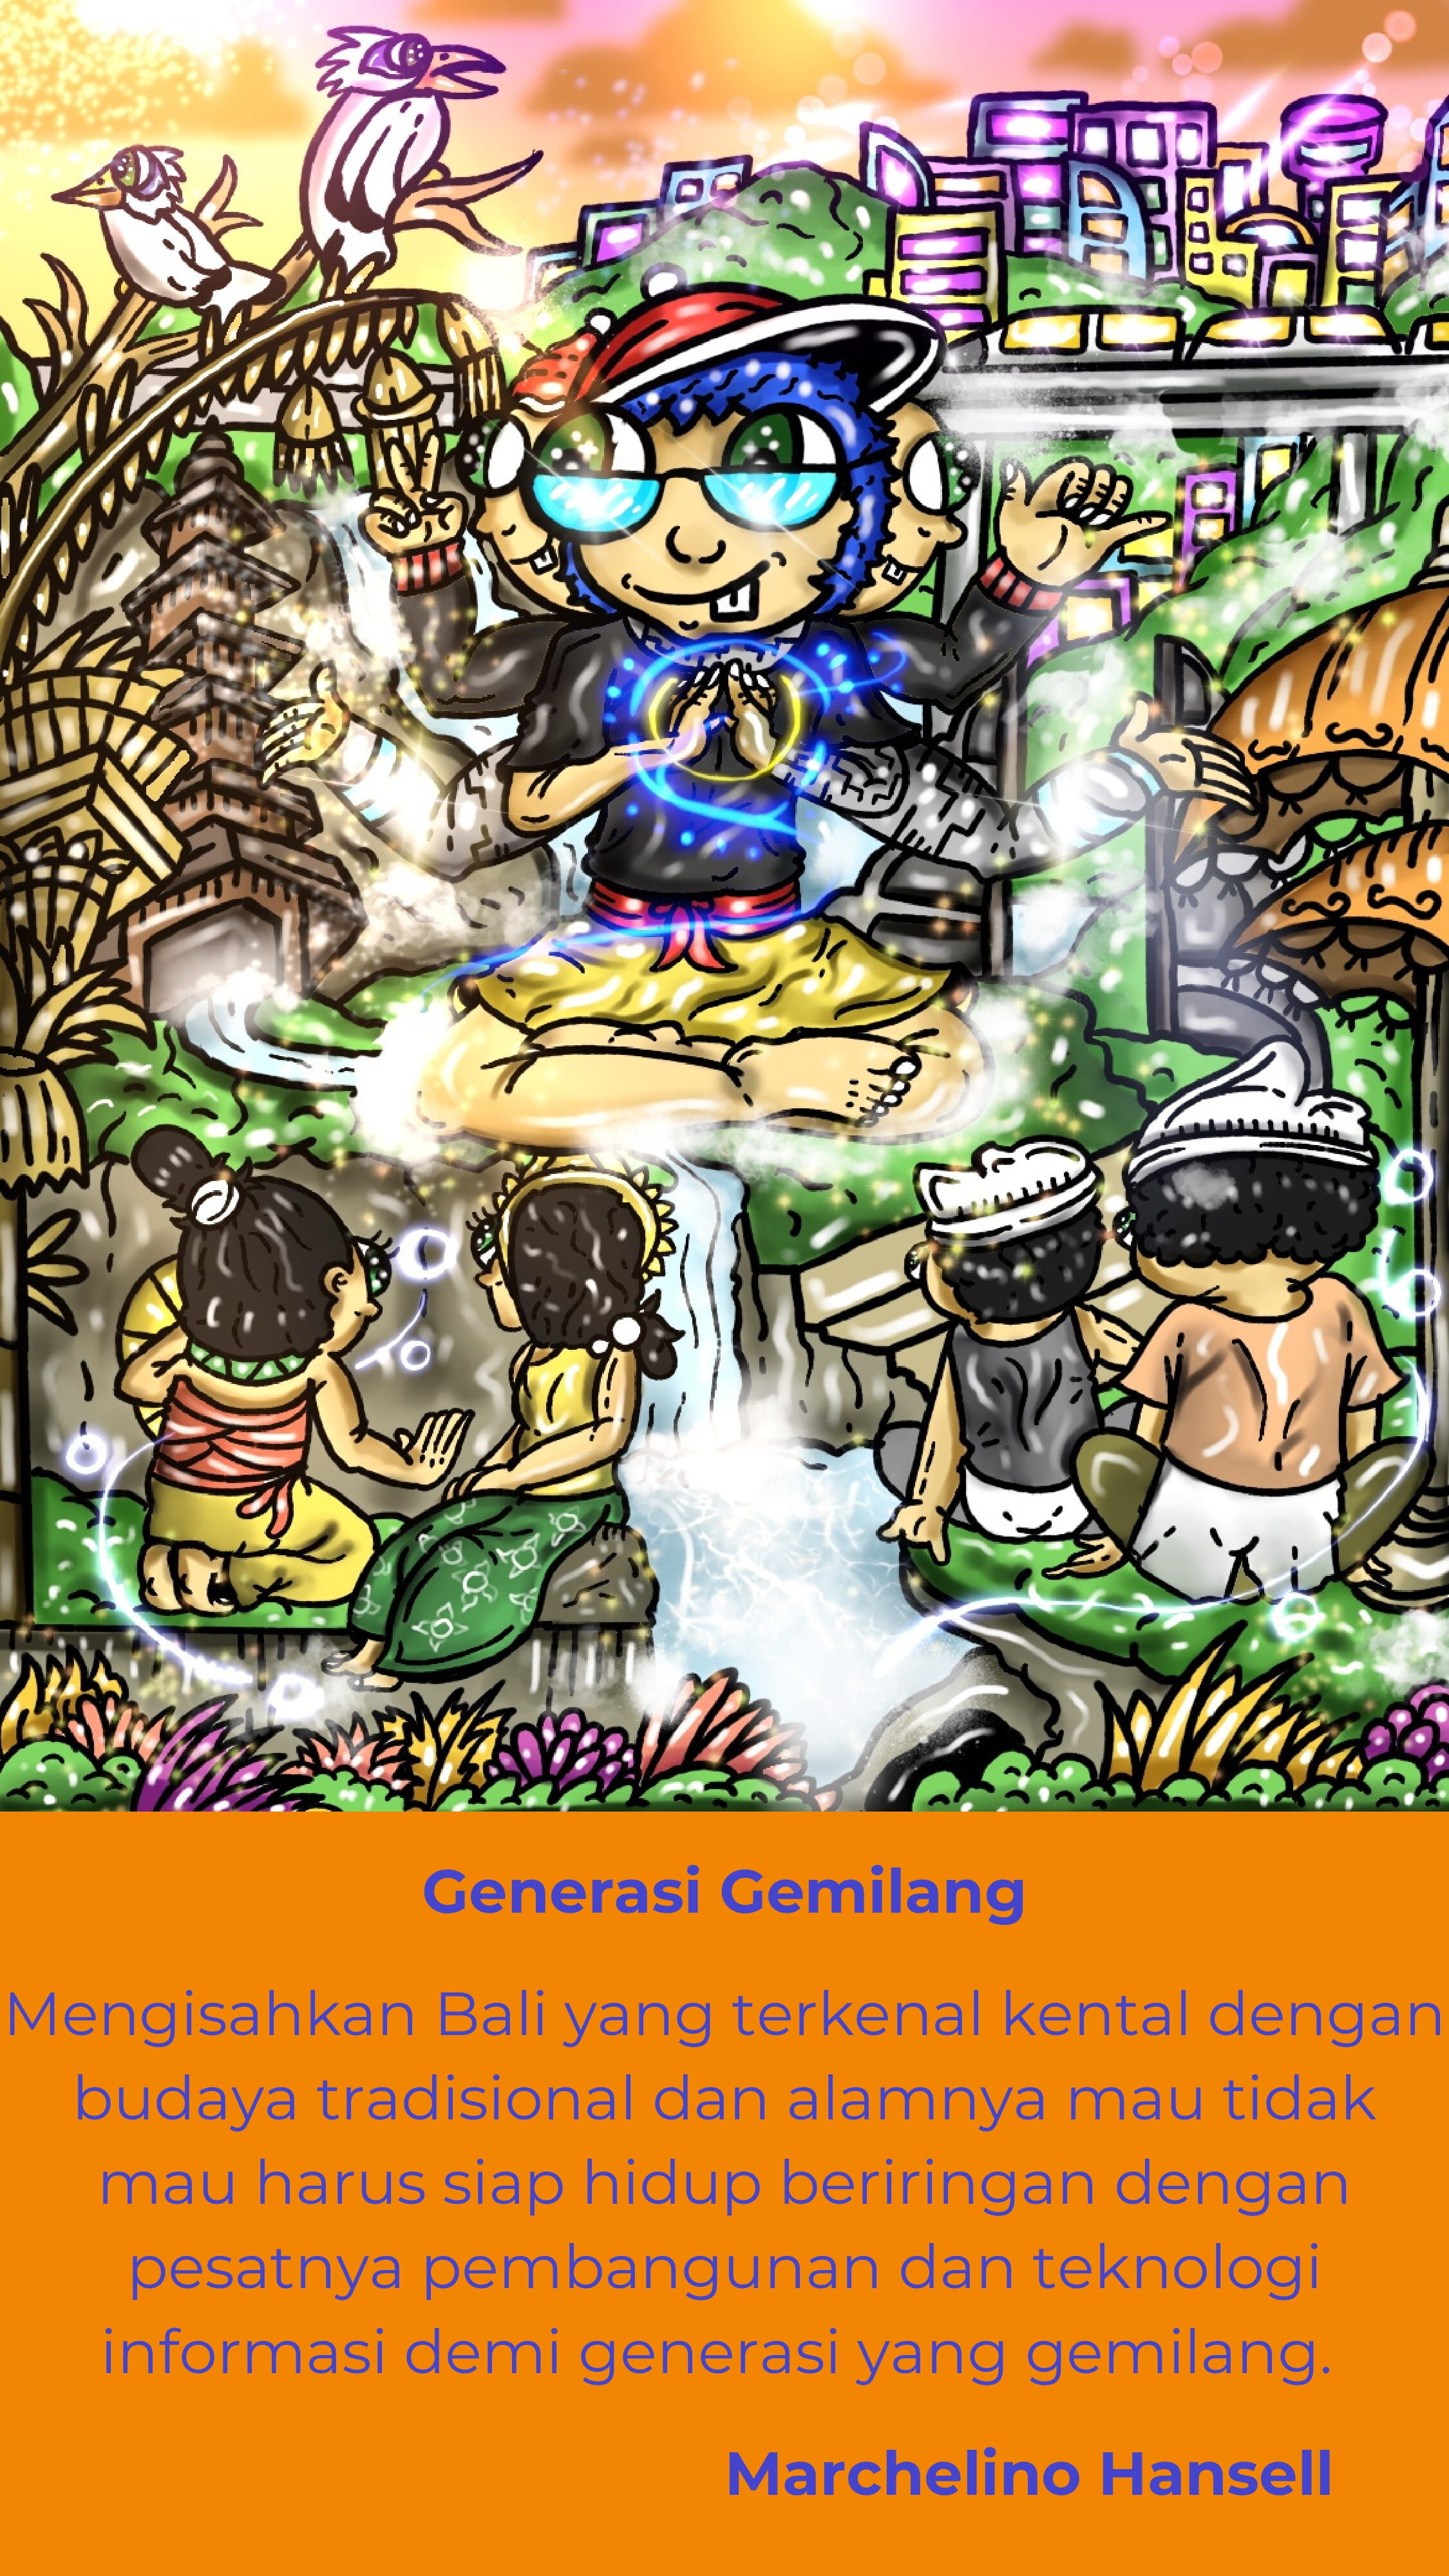 Generasi Gemilang
Mengisahkan Bali yang terkenal kental dengan
budaya tradisional dan alamnya mau tidak
mau harus siap hidup beriringan dengan
pesatnya pembangunan dan teknologi
informasi demi generasi yang gemilang.
Marchelino Hansell